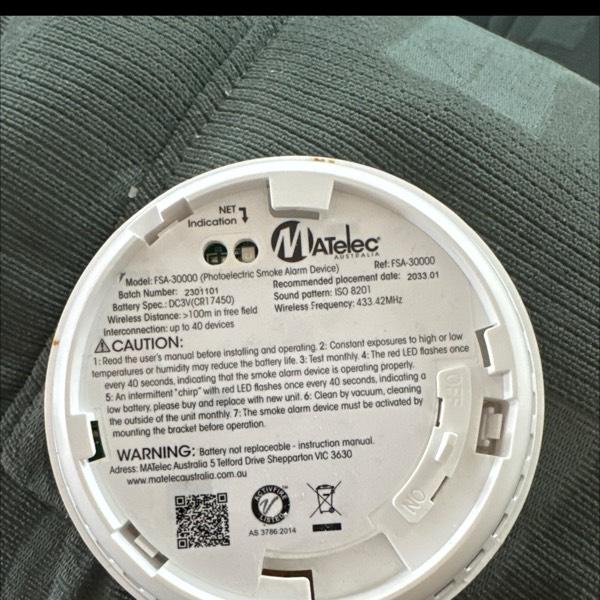 NET
Indication
MATelec
AUSTRALIA
Model: FSA-30000 (Photoelectric Smoke Alarm Device)
Ref: FSA-30000
Batch Number: 2301101
Recommended placement date: 2033.01
Battery Spec.: DC3V(CR17450)
Sound pattern: ISO 8201
Wireless Distance: >100m in free field
Wireless Frequency: 433.42MHz
Interconnection: up to 40 devices
CAUTION:
1: Read the user's manual before installing and operating. 2: Constant exposures to high or low
temperatures or humidity may reduce the battery life. 3: Test monthly. 4: The red LED flashes once
every 40 seconds, indicating that the smoke alarm device is operating properly.
5: An intermittent "chirp" with red LED flashes once every 40 seconds, indicating a
low battery, please buy and replace with new unit. 6: Clean by vacuum, cleaning
the outside of the unit monthly. 7: The smoke alarm device must be activated by
mounting the bracket before operation.
OFF
ON
WARNING: Battery not replaceable - instruction manual.
Adress: MATelec Australia 5 Telford Drive Shepparton VIC 3630
www.matelecaustralia.com.au
ACTIVFIRE
LISTED
AS 3786:2014